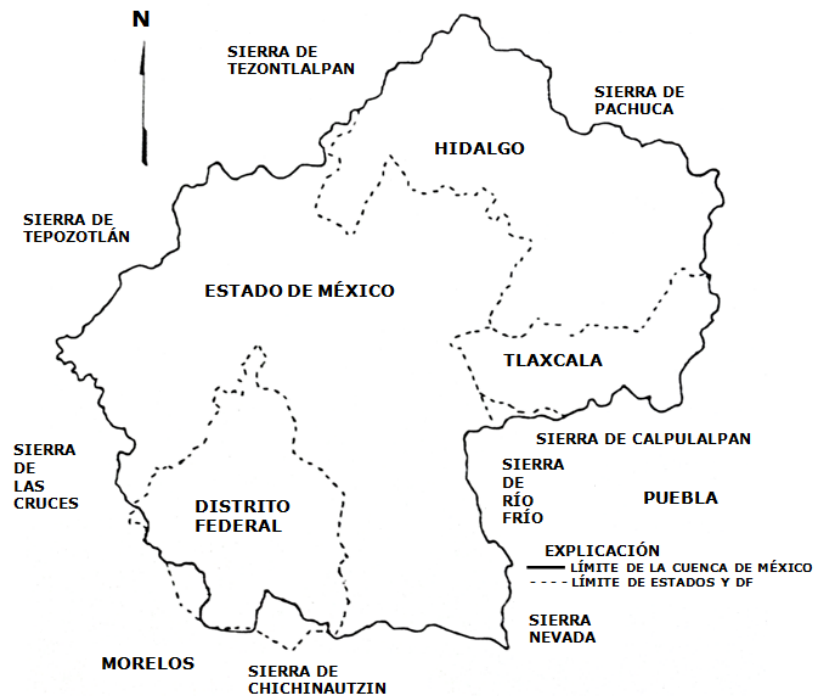 N
SIERRA DE
TEZONTLALPAN
SIERRA DE
PACHUCA
HIDALGO
SIERRA DE
TEPOZOTLÁN
ESTADO DE MÉXICO
TLAXCALA
SIERRA DE CALPULALPAN
SIERRA
DE
LAS
CRUCES
SIERRA
DE
RÍO
FRÍO
PUEBLA
DISTRITO
FEDERAL
EXPLICACIÓN
LÍMITE DE LA CUENCA DE MÉXICO
LÍMITE DE ESTADOS Y DF
SIERRA
NEVADA
MORELOS
SIERRA DE
CHICHINAUTZIN